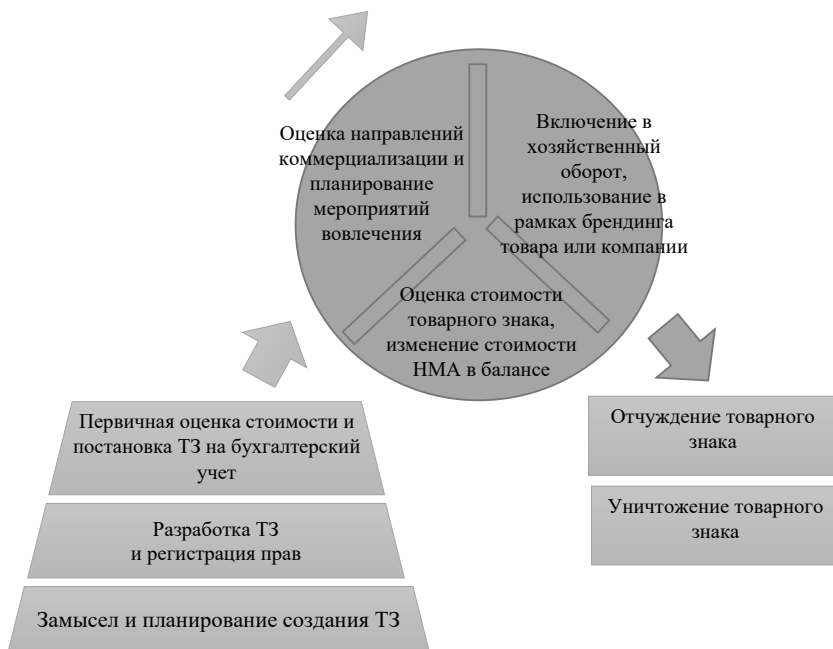 Оценка направлений
коммерциализации и
планирование
мероприятий
вовлечения
Включение в
хозяйственный
оборот,
использование в
рамках брендинга
товара или компании
Оценка стоимости
товарного знака,
изменение стоимости
НМА в балансе
Первичная оценка стоимости и
постановка ТЗ на бухгалтерский
учет
Разработка ТЗ
и регистрация прав
Замысел и планирование создания ТЗ
Отчуждение товарного
знака
Уничтожение товарного
знака